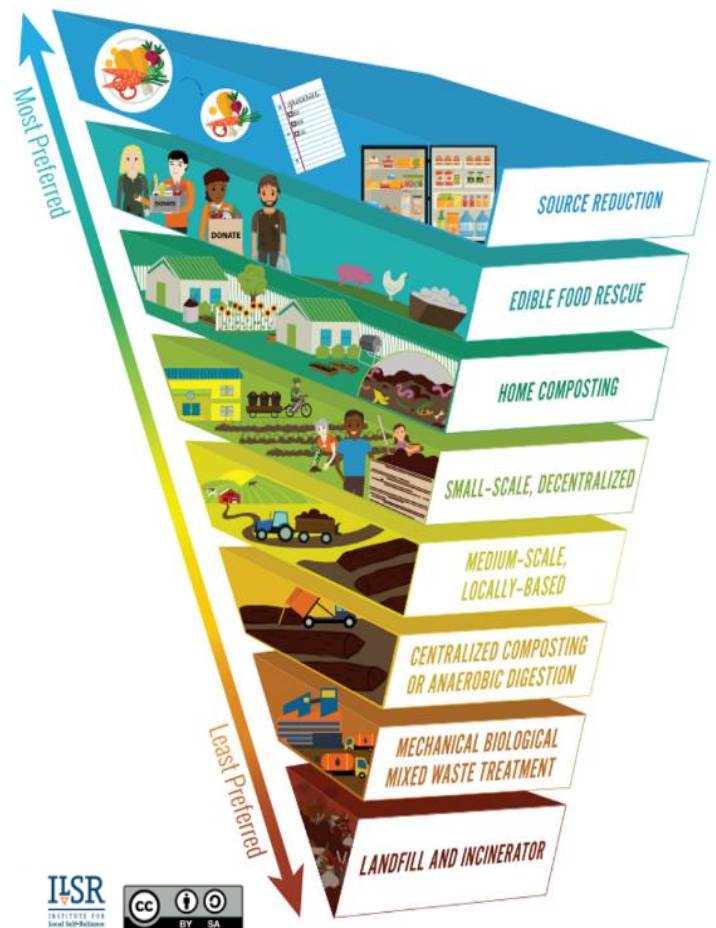 Most Preferred
SOURCE REDUCTION
DONATE
DONATE
EDIBLE FOOD RESCUE
HOME COMPOSTING
SMALL-SCALE, DECENTRALIZED
MEDIUM-SCALE,
LOCALLY-BASED
CENTRALIZED COMPOSTING
OR ANAEROBIC DIGESTION
Least Preferred
MECHANICAL BIOLOGICAL
MIXED WASTE TREATMENT
LANDFILL AND INCINERATOR
ILSR
INSTITUTE FOR
Local Self-Reliance
cc
BY SA